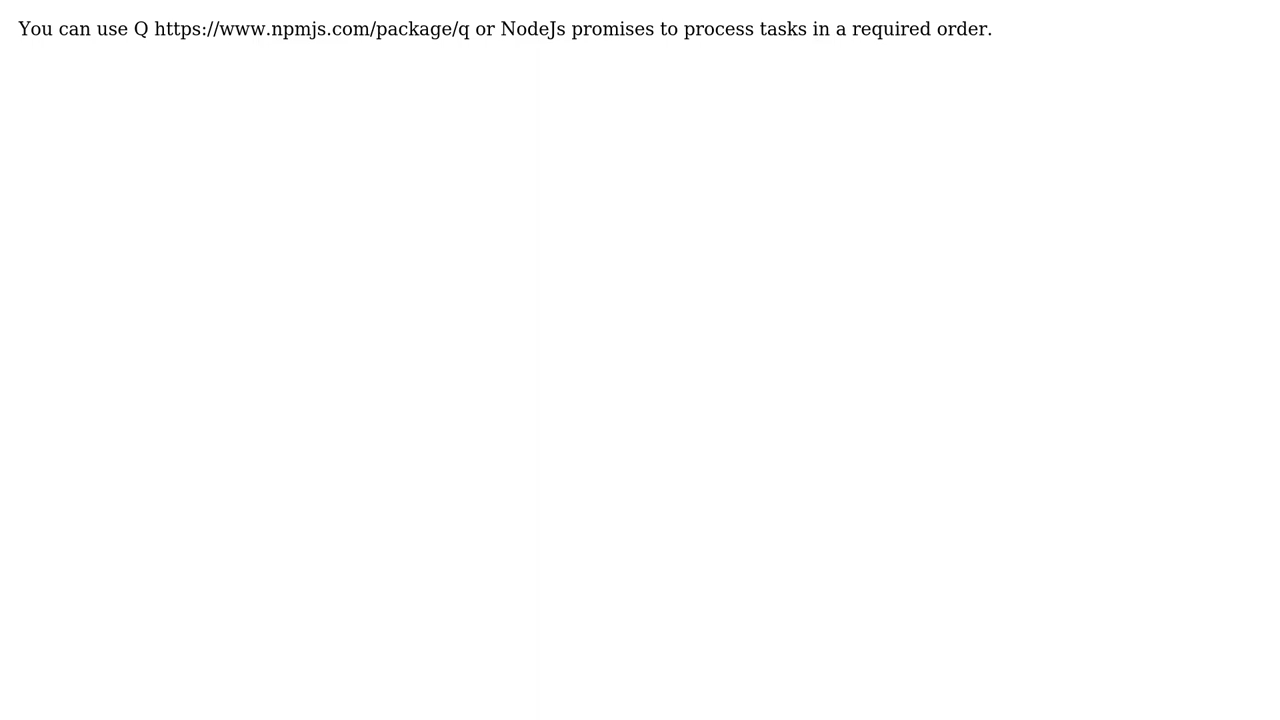 You can use Q https://www.npmjs.com/package/q or NodeJs promises to process tasks in a required order.